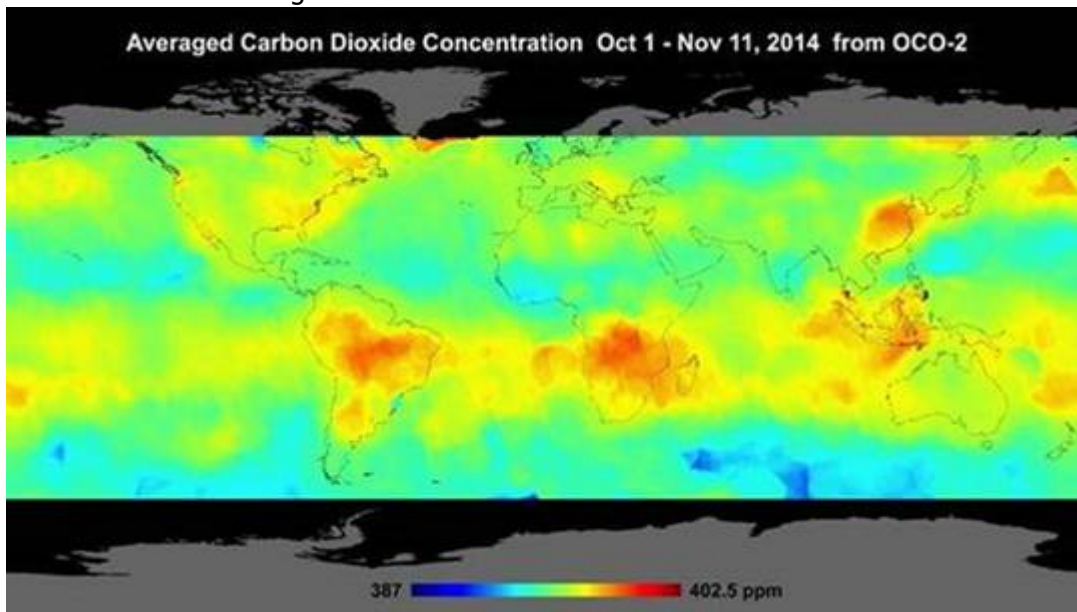 Averaged Carbon Dioxide Concentration Oct 1 - Nov 11, 2014 from OCO-2
387 402.5 ppm